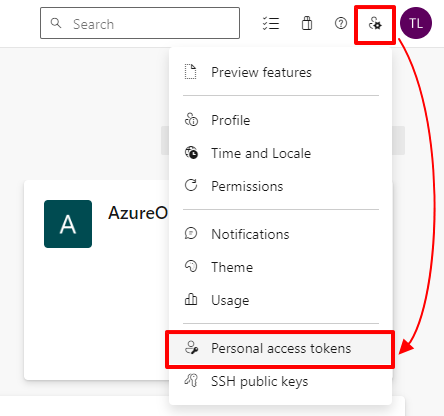 Search
TL
Preview features
Profile
Time and Locale
Permissions
A
AzureO
Notifications
Theme
Usage
Personal access tokens
SSH public keys